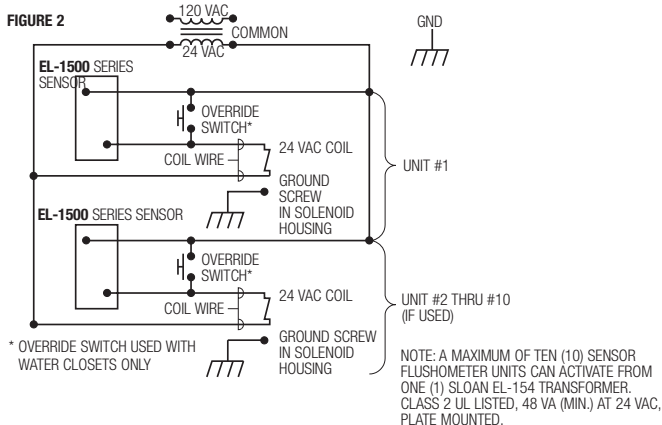 FIGURE 2
120 VAC
COMMON
24 VAC
GND
EL-1500 SERIES
SENSOR
OVERRIDE
SWITCH*
COIL WIRE
24 VAC COIL
GROUND
SCREW
IN SOLENOID
HOUSING
UNIT #1
EL-1500 SERIES SENSOR
OVERRIDE
SWITCH*
COIL WIRE
24 VAC COIL
GROUND SCREW
IN SOLENOID
HOUSING
UNIT #2 THRU #10
(IF USED)
* OVERRIDE SWITCH USED WITH
WATER CLOSETS ONLY
NOTE: A MAXIMUM OF TEN (10) SENSOR
FLUSHOMETER UNITS CAN ACTIVATE FROM
ONE (1) SLOAN EL-154 TRANSFORMER.
CLASS 2 UL LISTED, 48 VA (MIN.) AT 24 VAC,
PLATE MOUNTED.